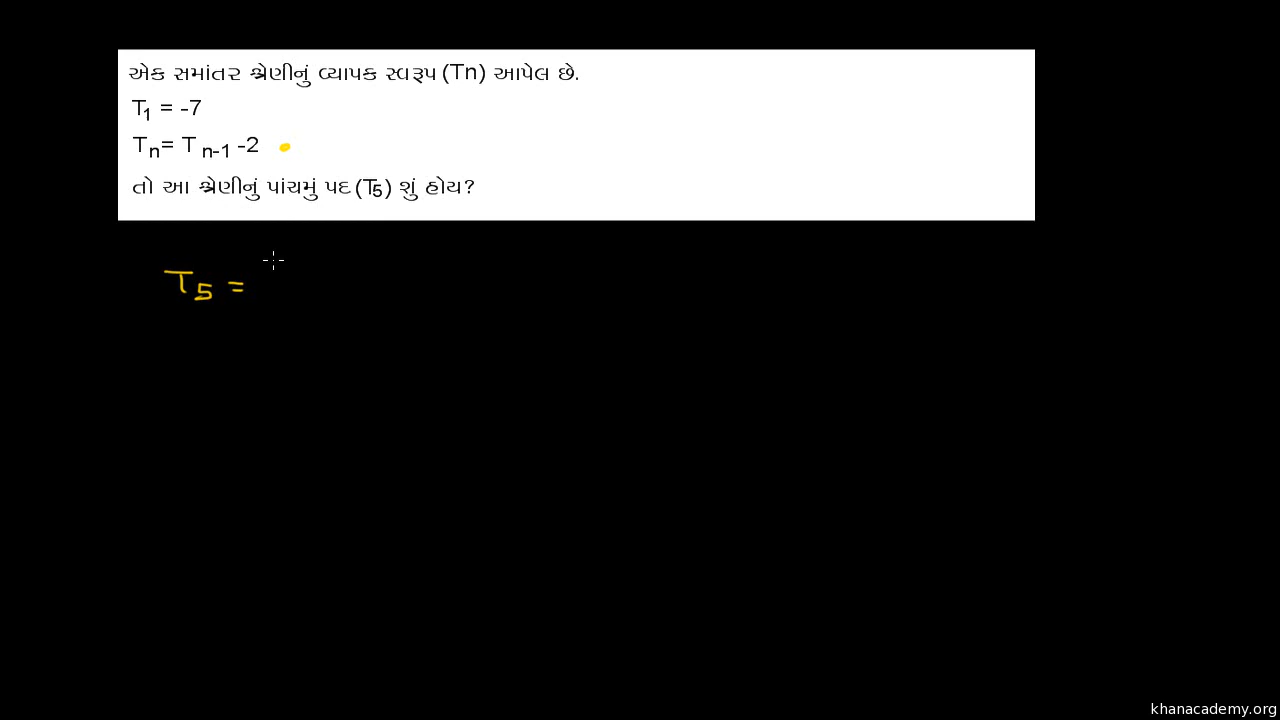 એક સમાંતર શ્રેણીનું વ્યાપક સ્વરૂપ (Tn) આપેલ છે.
T1 = -7
Tn= T n-1 -2
તો આ શ્રેણીનું પાંચમું પદ (T5) શું હોય?
T5 =
khanacademy.org